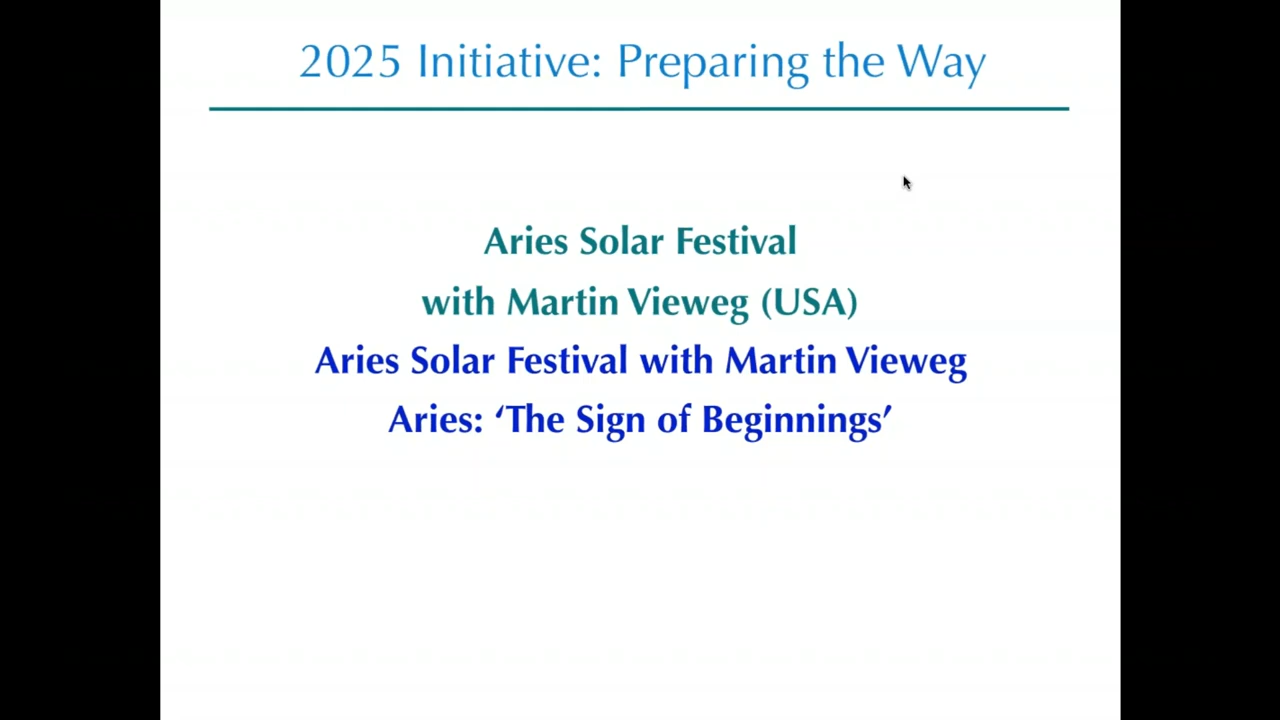 2025 Initiative: Preparing the Way
Aries Solar Festival
with Martin Vieweg (USA)
Aries Solar Festival with Martin Vieweg
Aries: ‘The Sign of Beginnings’